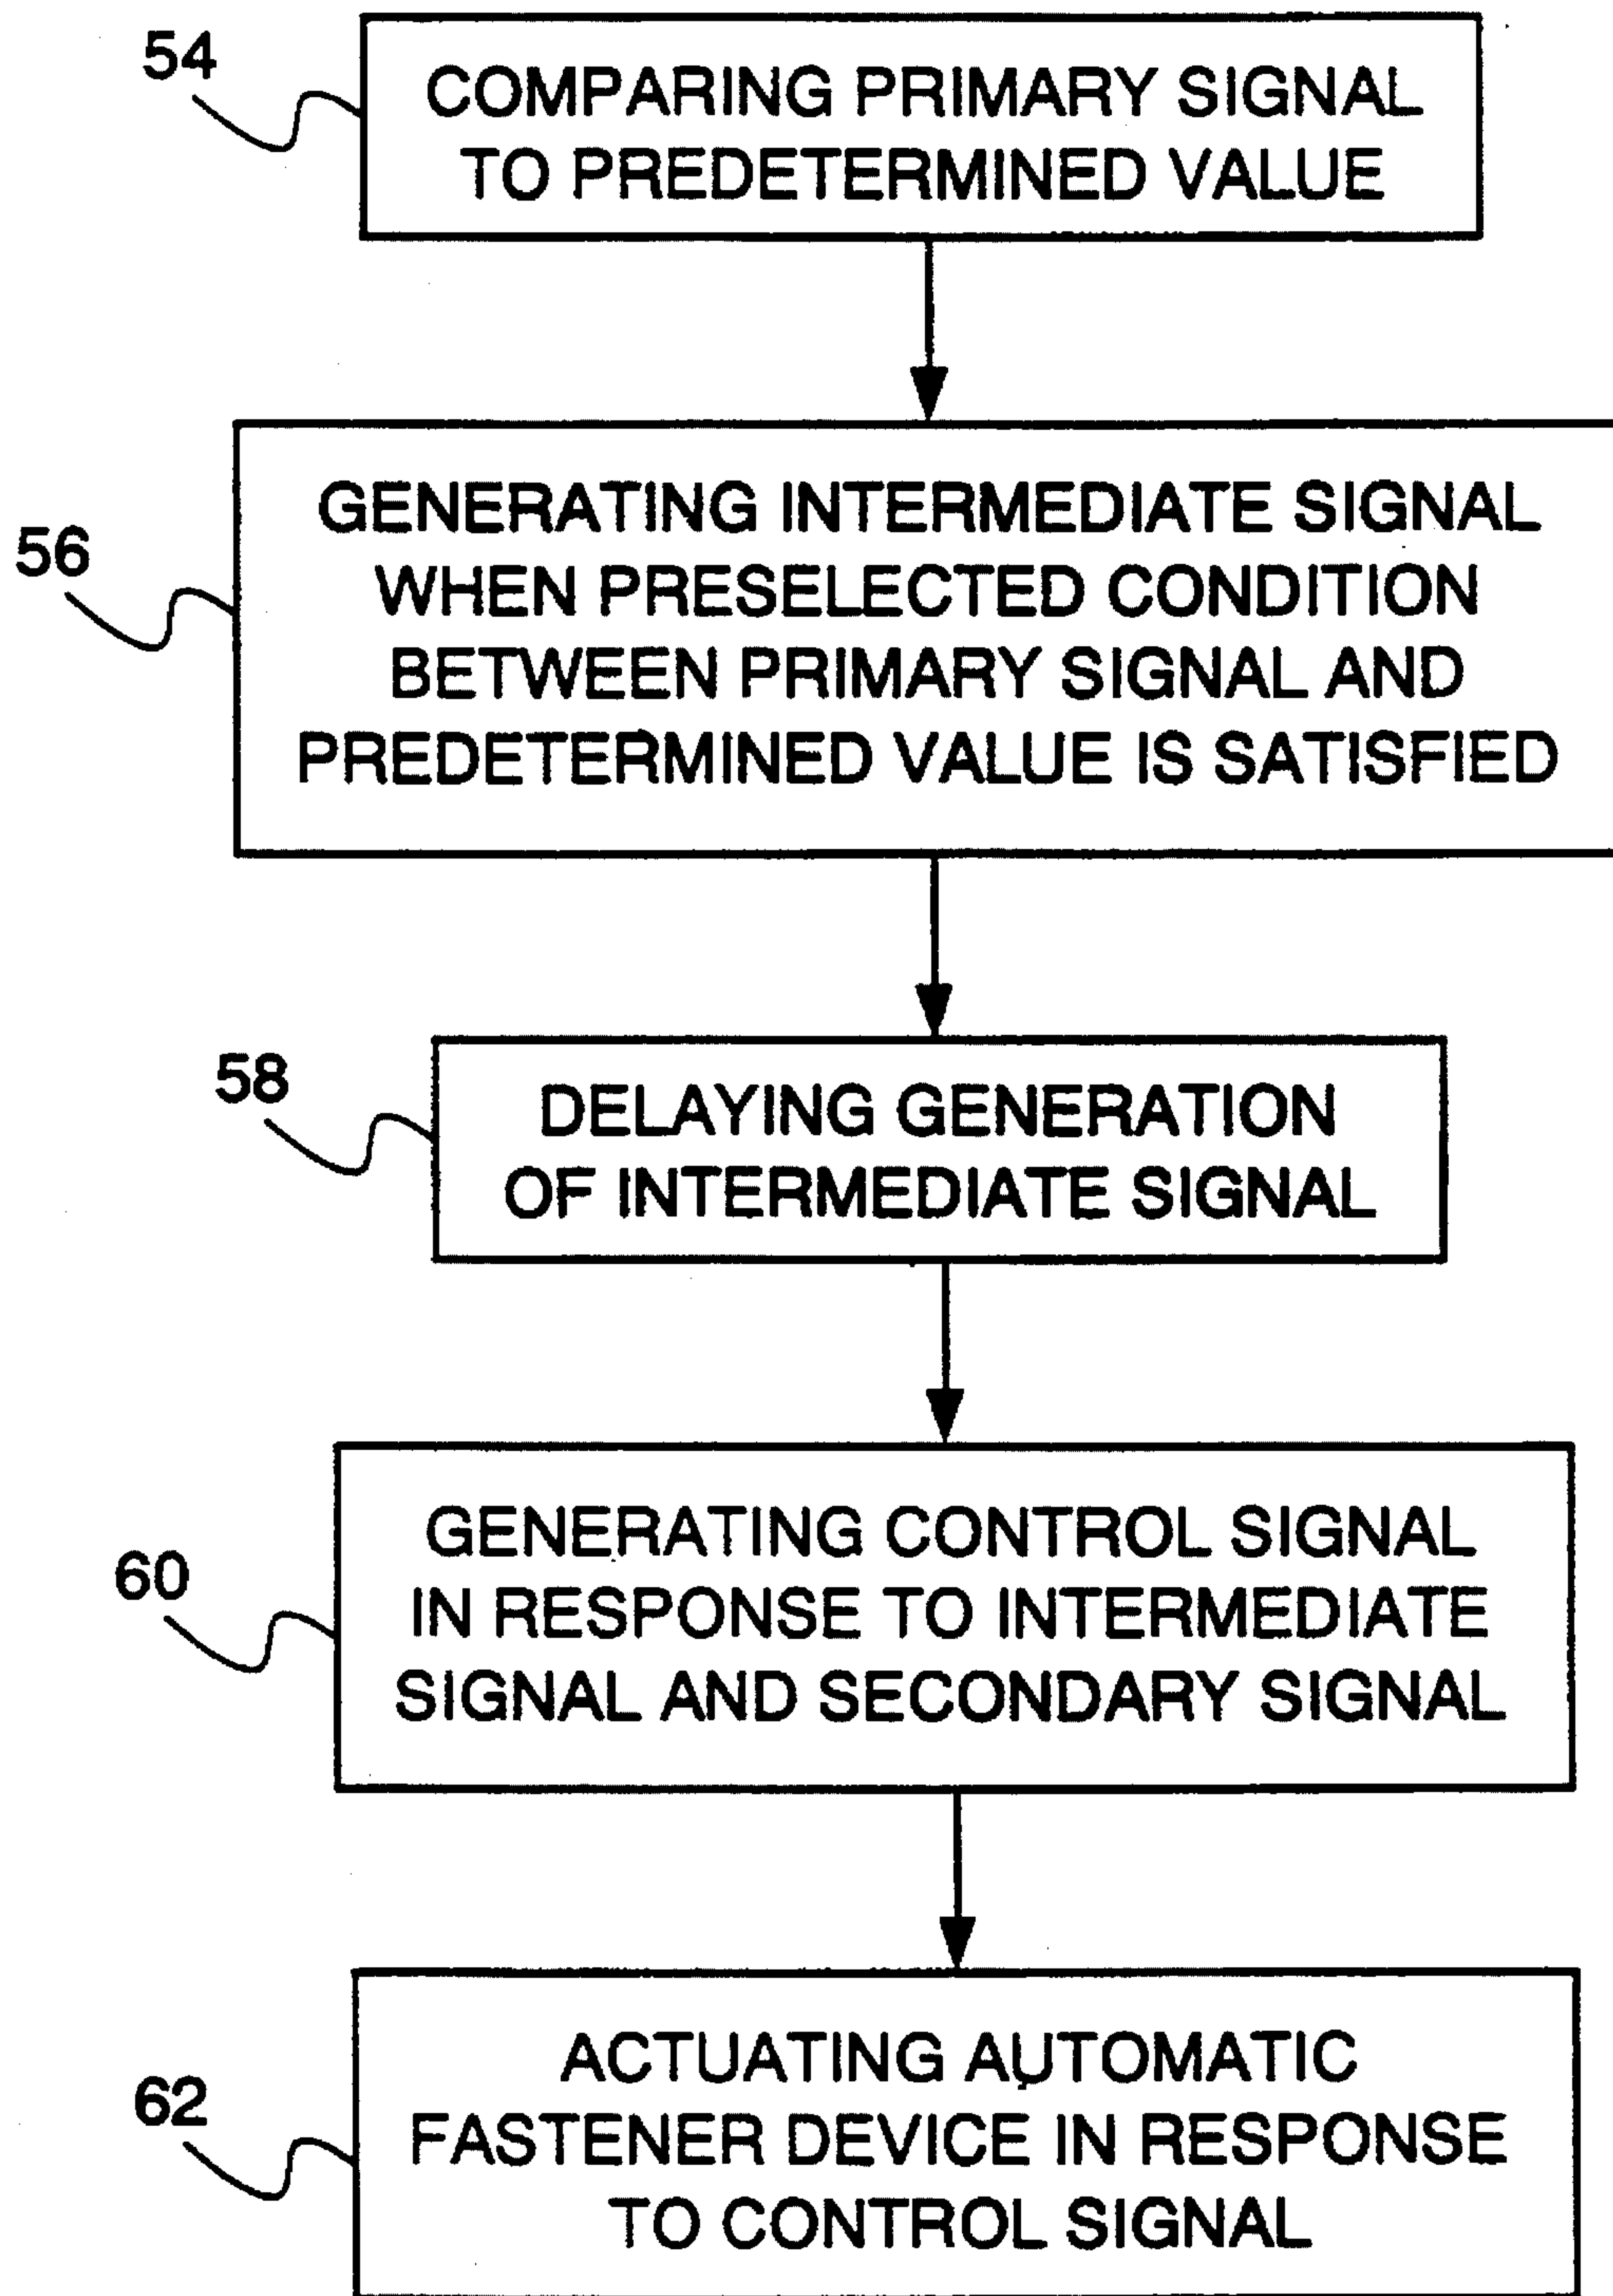 54
COMPARING PRIMARY SIGNAL
TO PREDETERMINED VALUE
56
GENERATING INTERMEDIATE SIGNAL
WHEN PRESELECTED CONDITION
BETWEEN PRIMARY SIGNAL AND
PREDETERMINED VALUE IS SATISFIED
58
DELAYING GENERATION
OF INTERMEDIATE SIGNAL
60
GENERATING CONTROL SIGNAL
IN RESPONSE TO INTERMEDIATE
SIGNAL AND SECONDARY SIGNAL
62
ACTUATING AUTOMATIC
FASTENER DEVICE IN RESPONSE
TO CONTROL SIGNAL